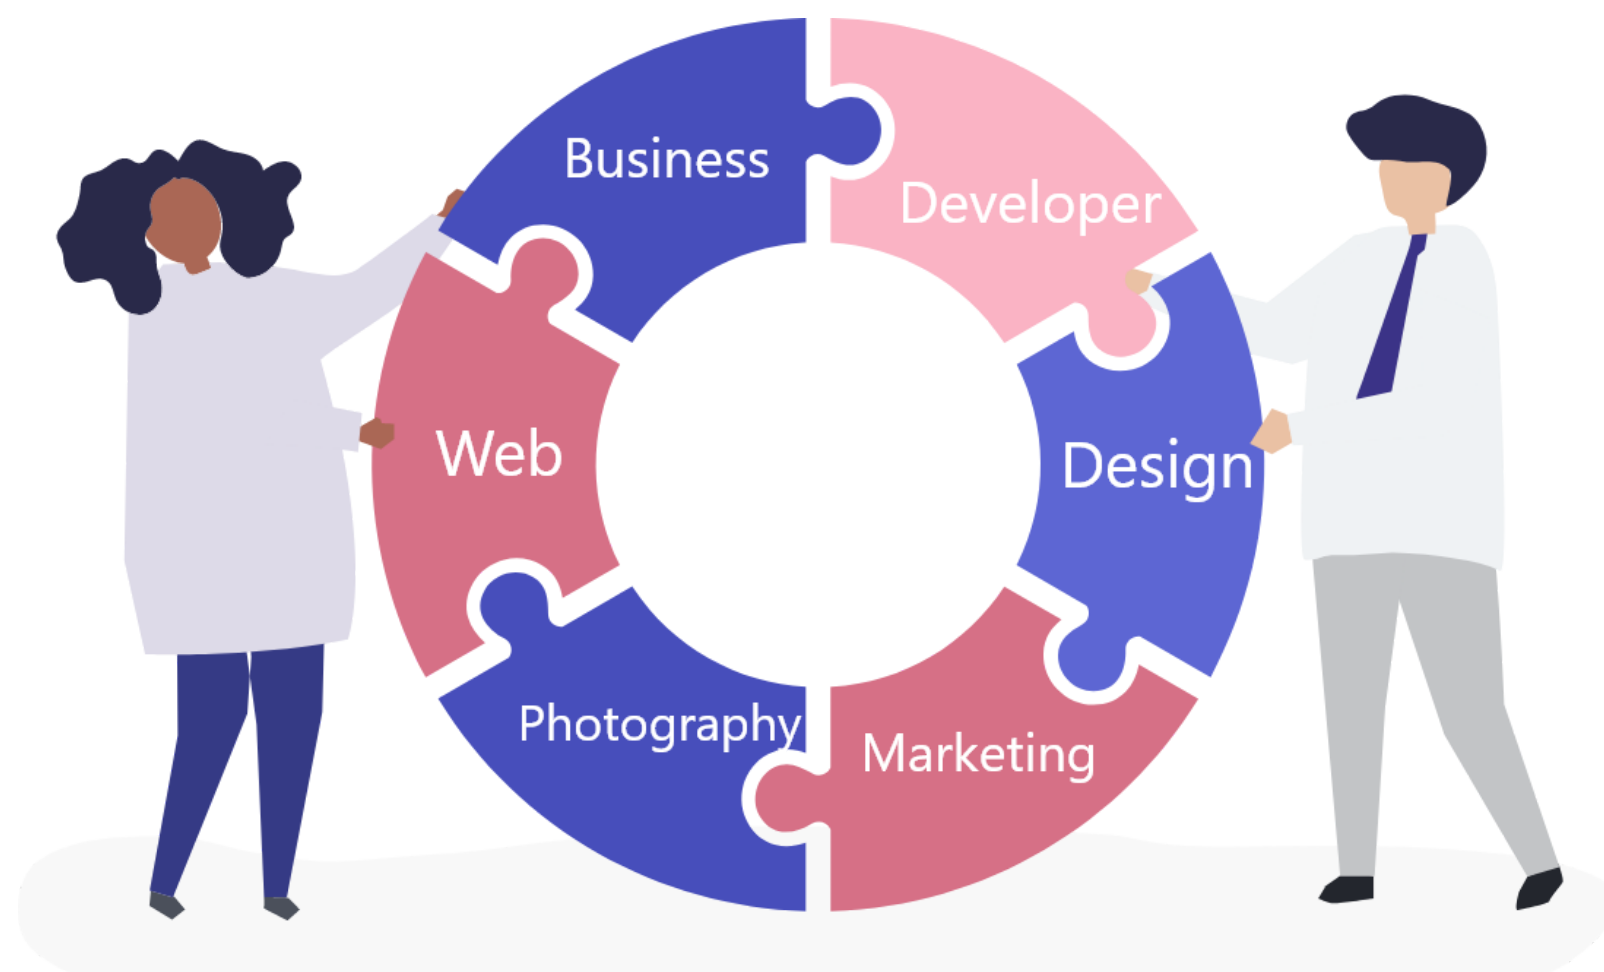 Business
Developer
Web
Design
Photography
Marketing